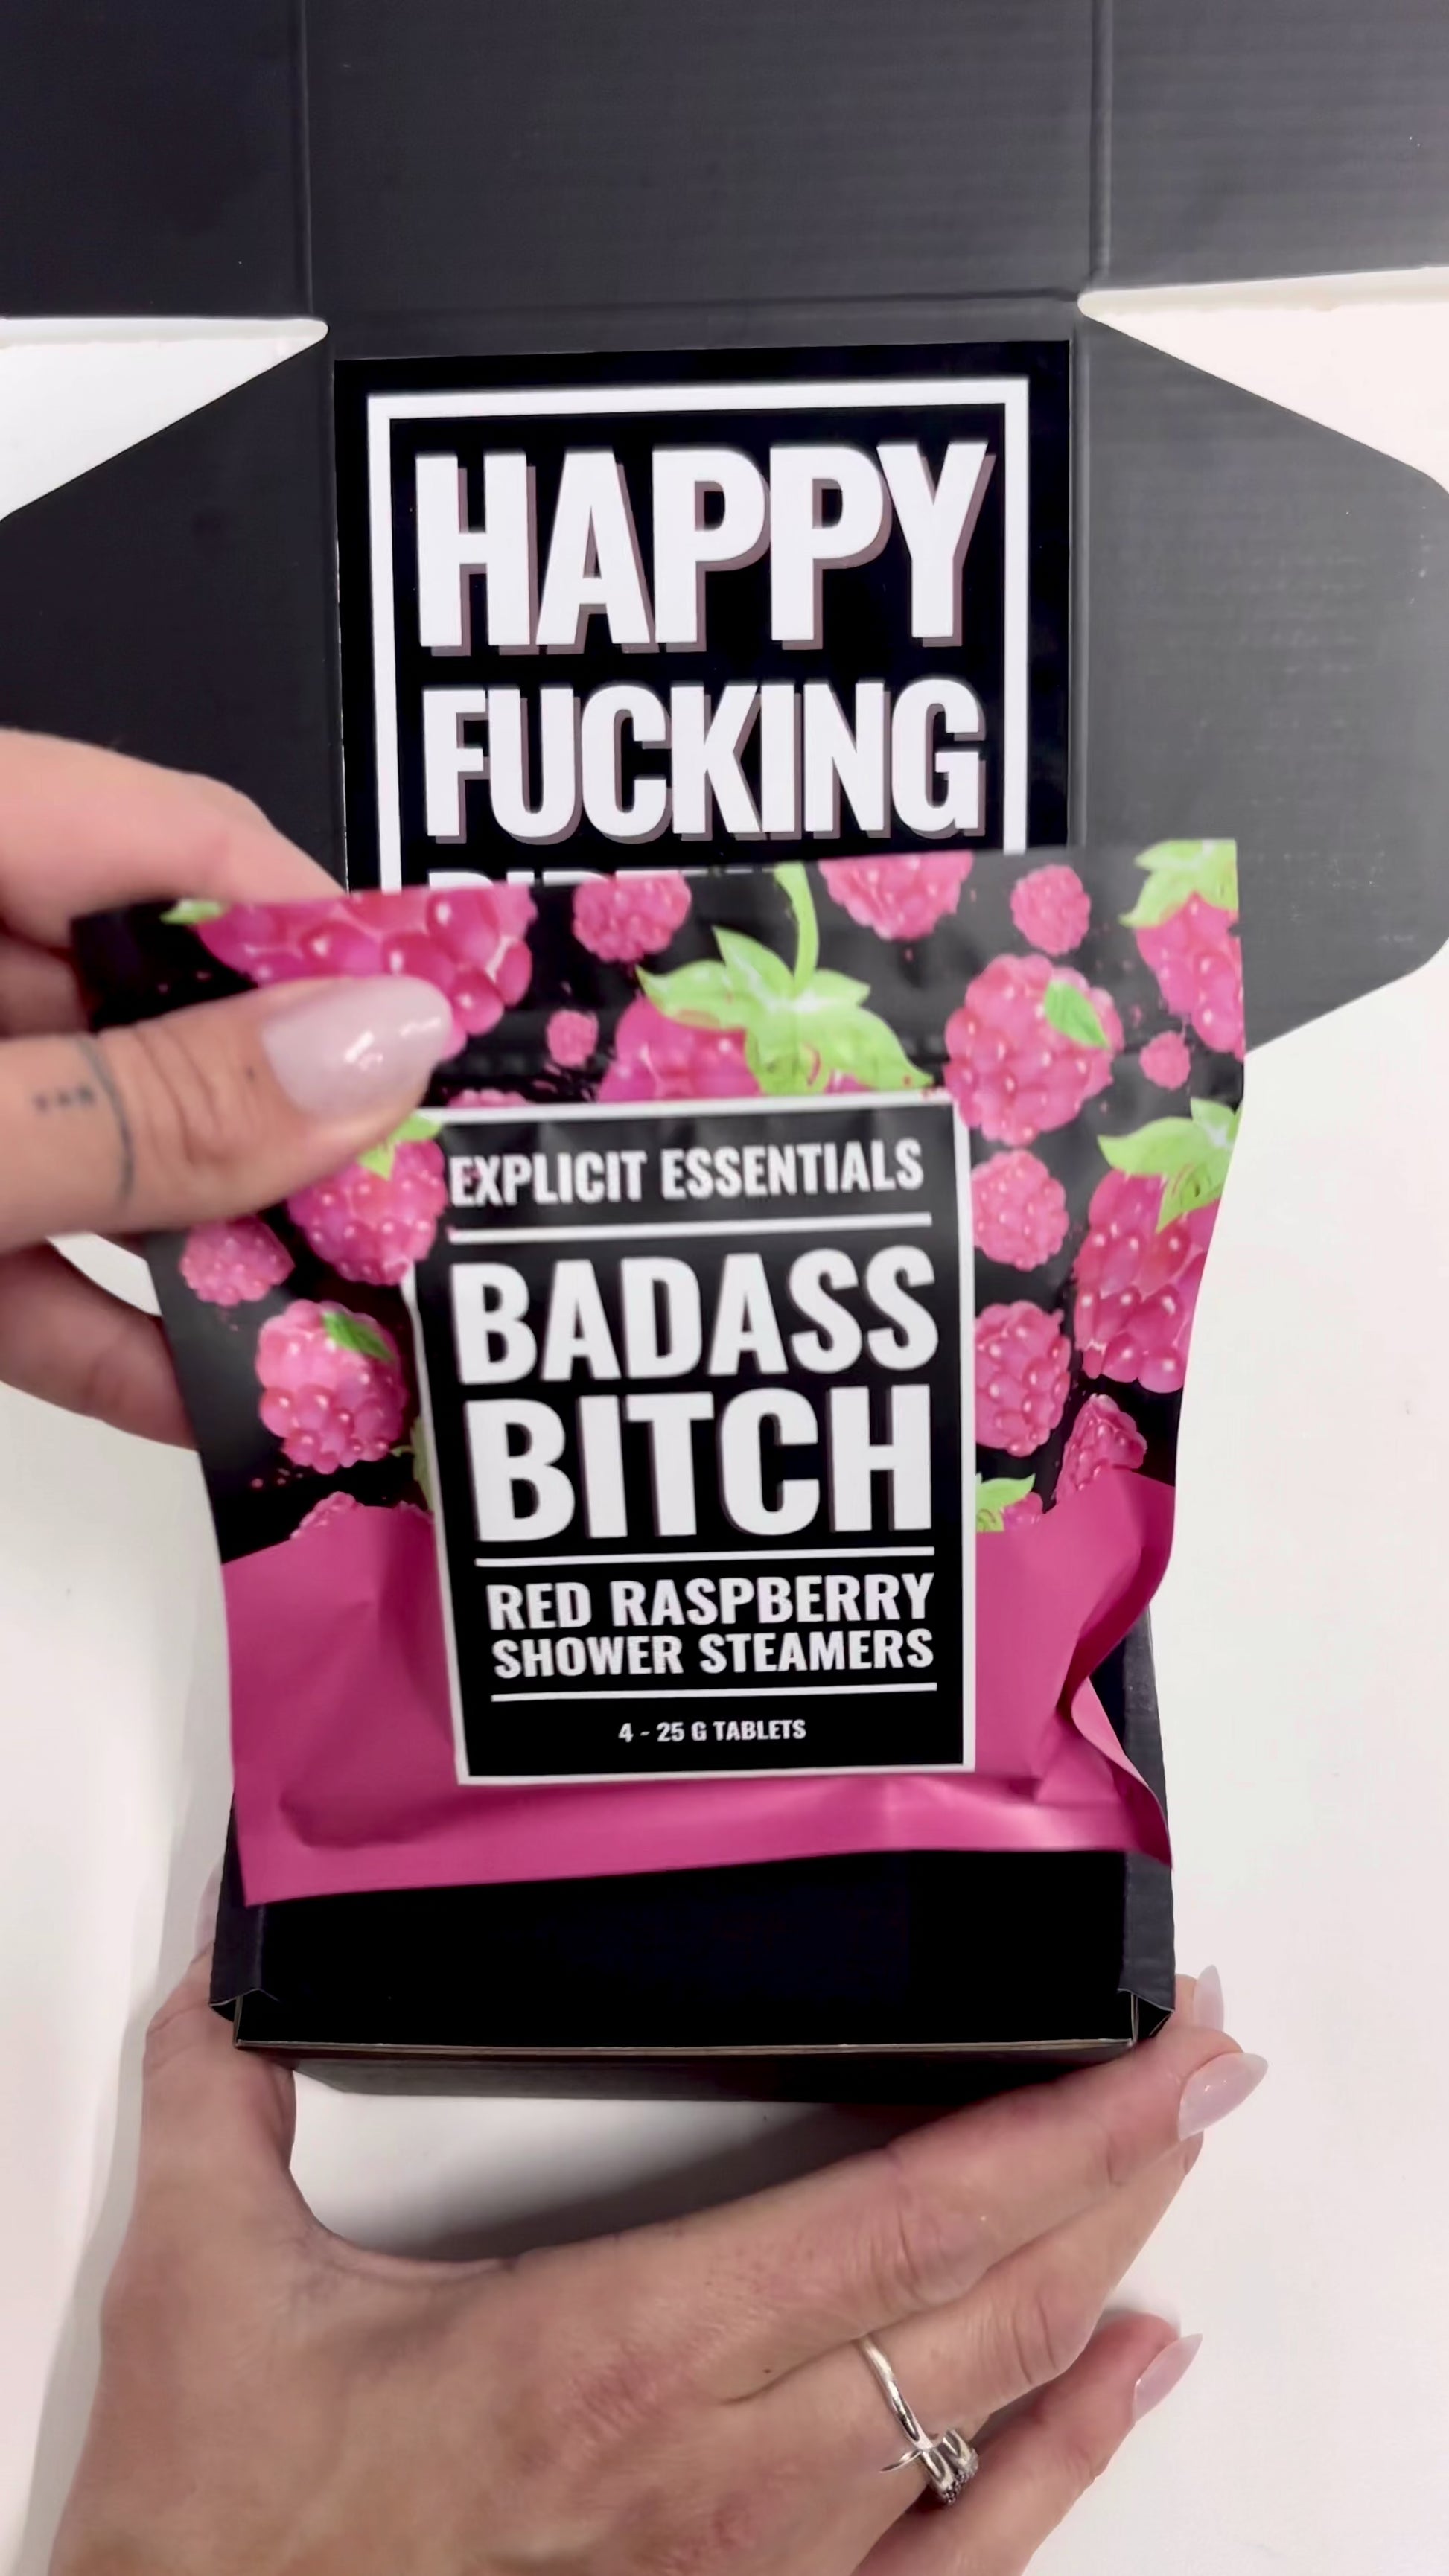 HAPPY
FUCKING
EXPLICIT ESSENTIALS
BADASS
BITCH
RED RASPBERRY
SHOWER STEAMERS
4 - 25 G TABLETS